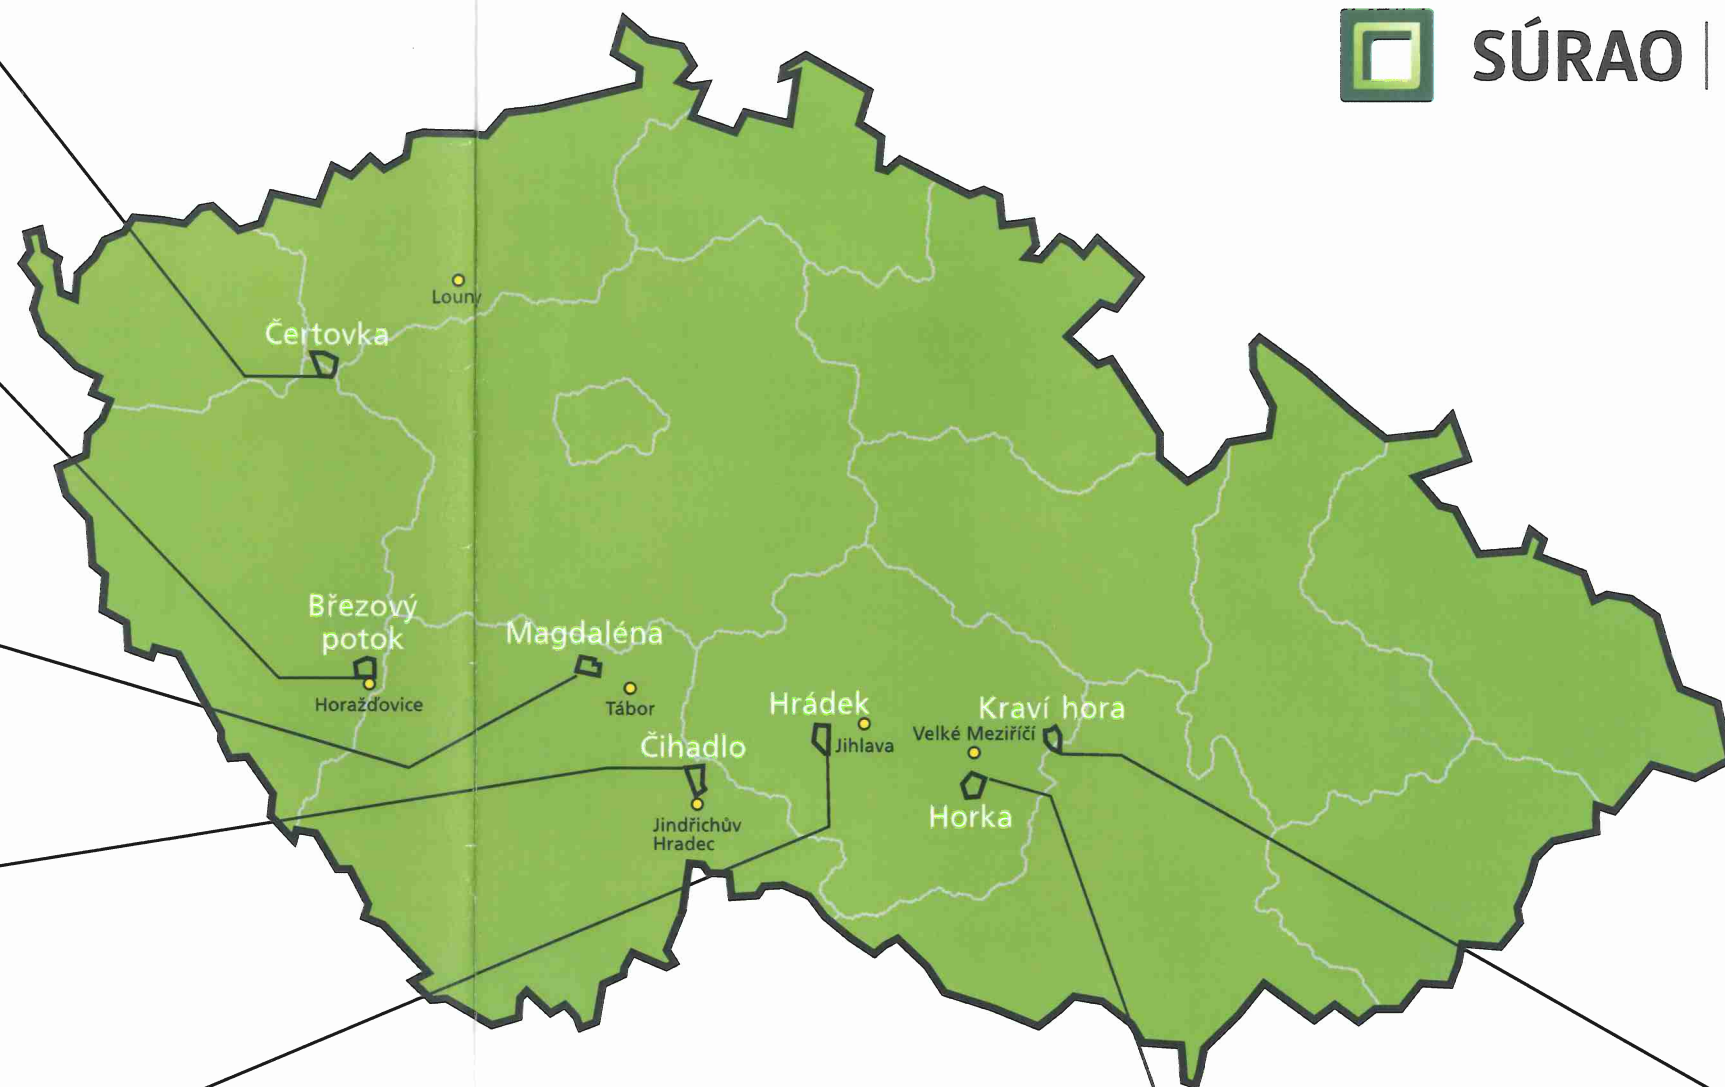 SÚRAO
Louny
Čertovka
Březový
potok
Horažďovice
Magdaléna
Tábor
Čihadlo
Jindřichův
Hradec
Hrádek
Jihlava
Kraví hora
Velké Meziříčí
Horka